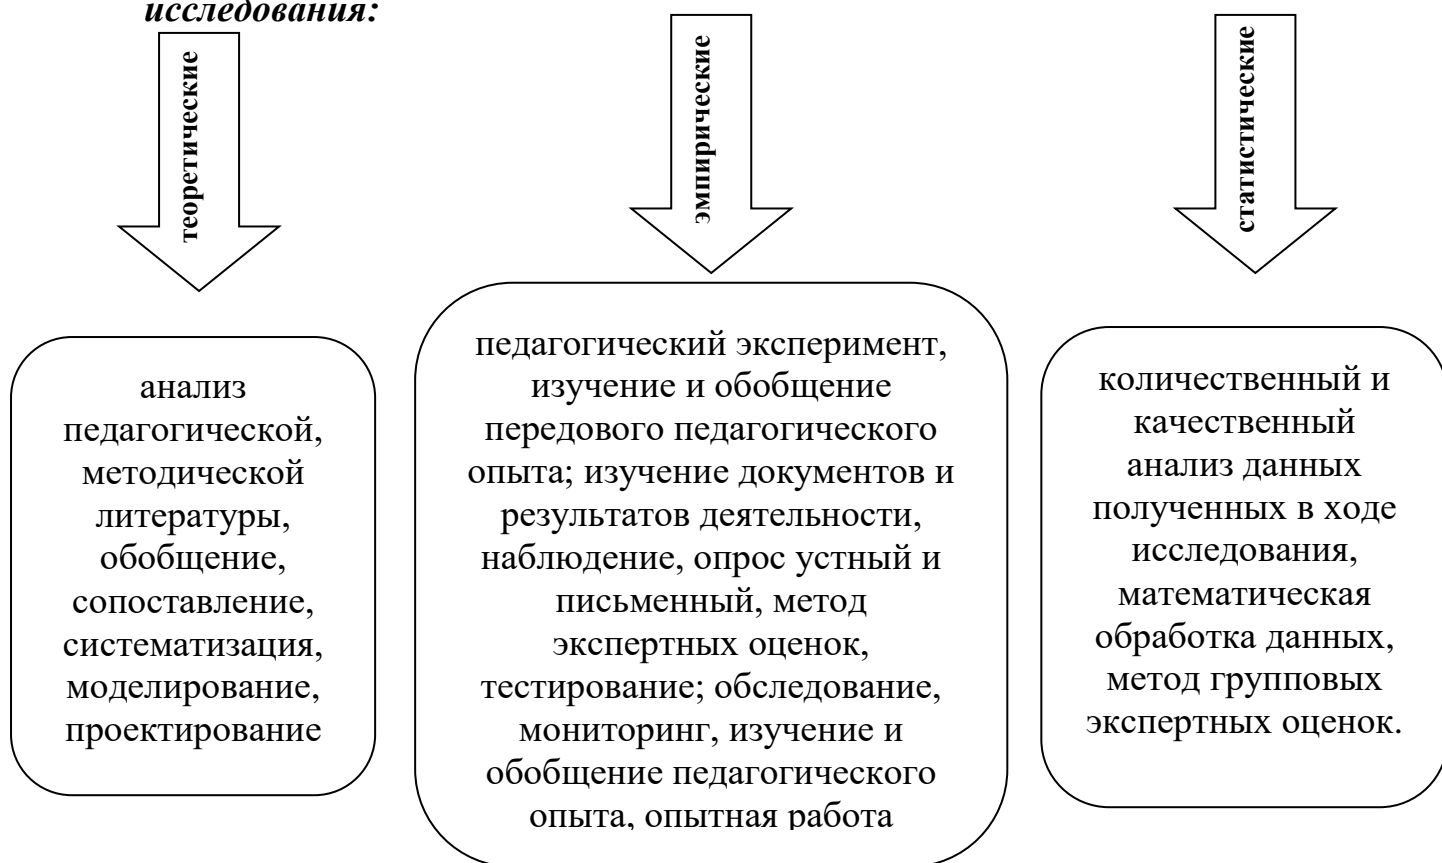 исследования:
теоретические
эмпирические
статистические
анализ
педагогической,
методической
литературы,
обобщение,
сопоставление,
систематизация,
моделирование,
проектирование
педагогический эксперимент,
изучение и обобщение
передового педагогического
опыта; изучение документов и
результатов деятельности,
наблюдение, опрос устный и
письменный, метод
экспертных оценок,
тестирование; обследование,
мониторинг, изучение и
обобщение педагогического
опыта, опытная работа
количественный и
качественный
анализ данных
полученных в ходе
исследования,
математическая
обработка данных,
метод групповых
экспертных оценок.